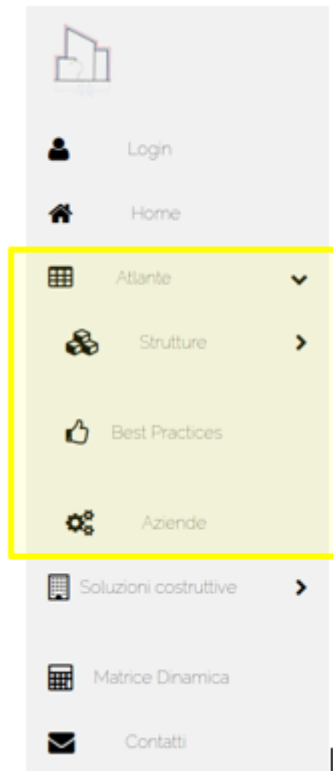 Login
Home
Atlante
Strutture
Best Practices
Aziende
Soluzioni costruttive
Matrice Dinamica
Contatti